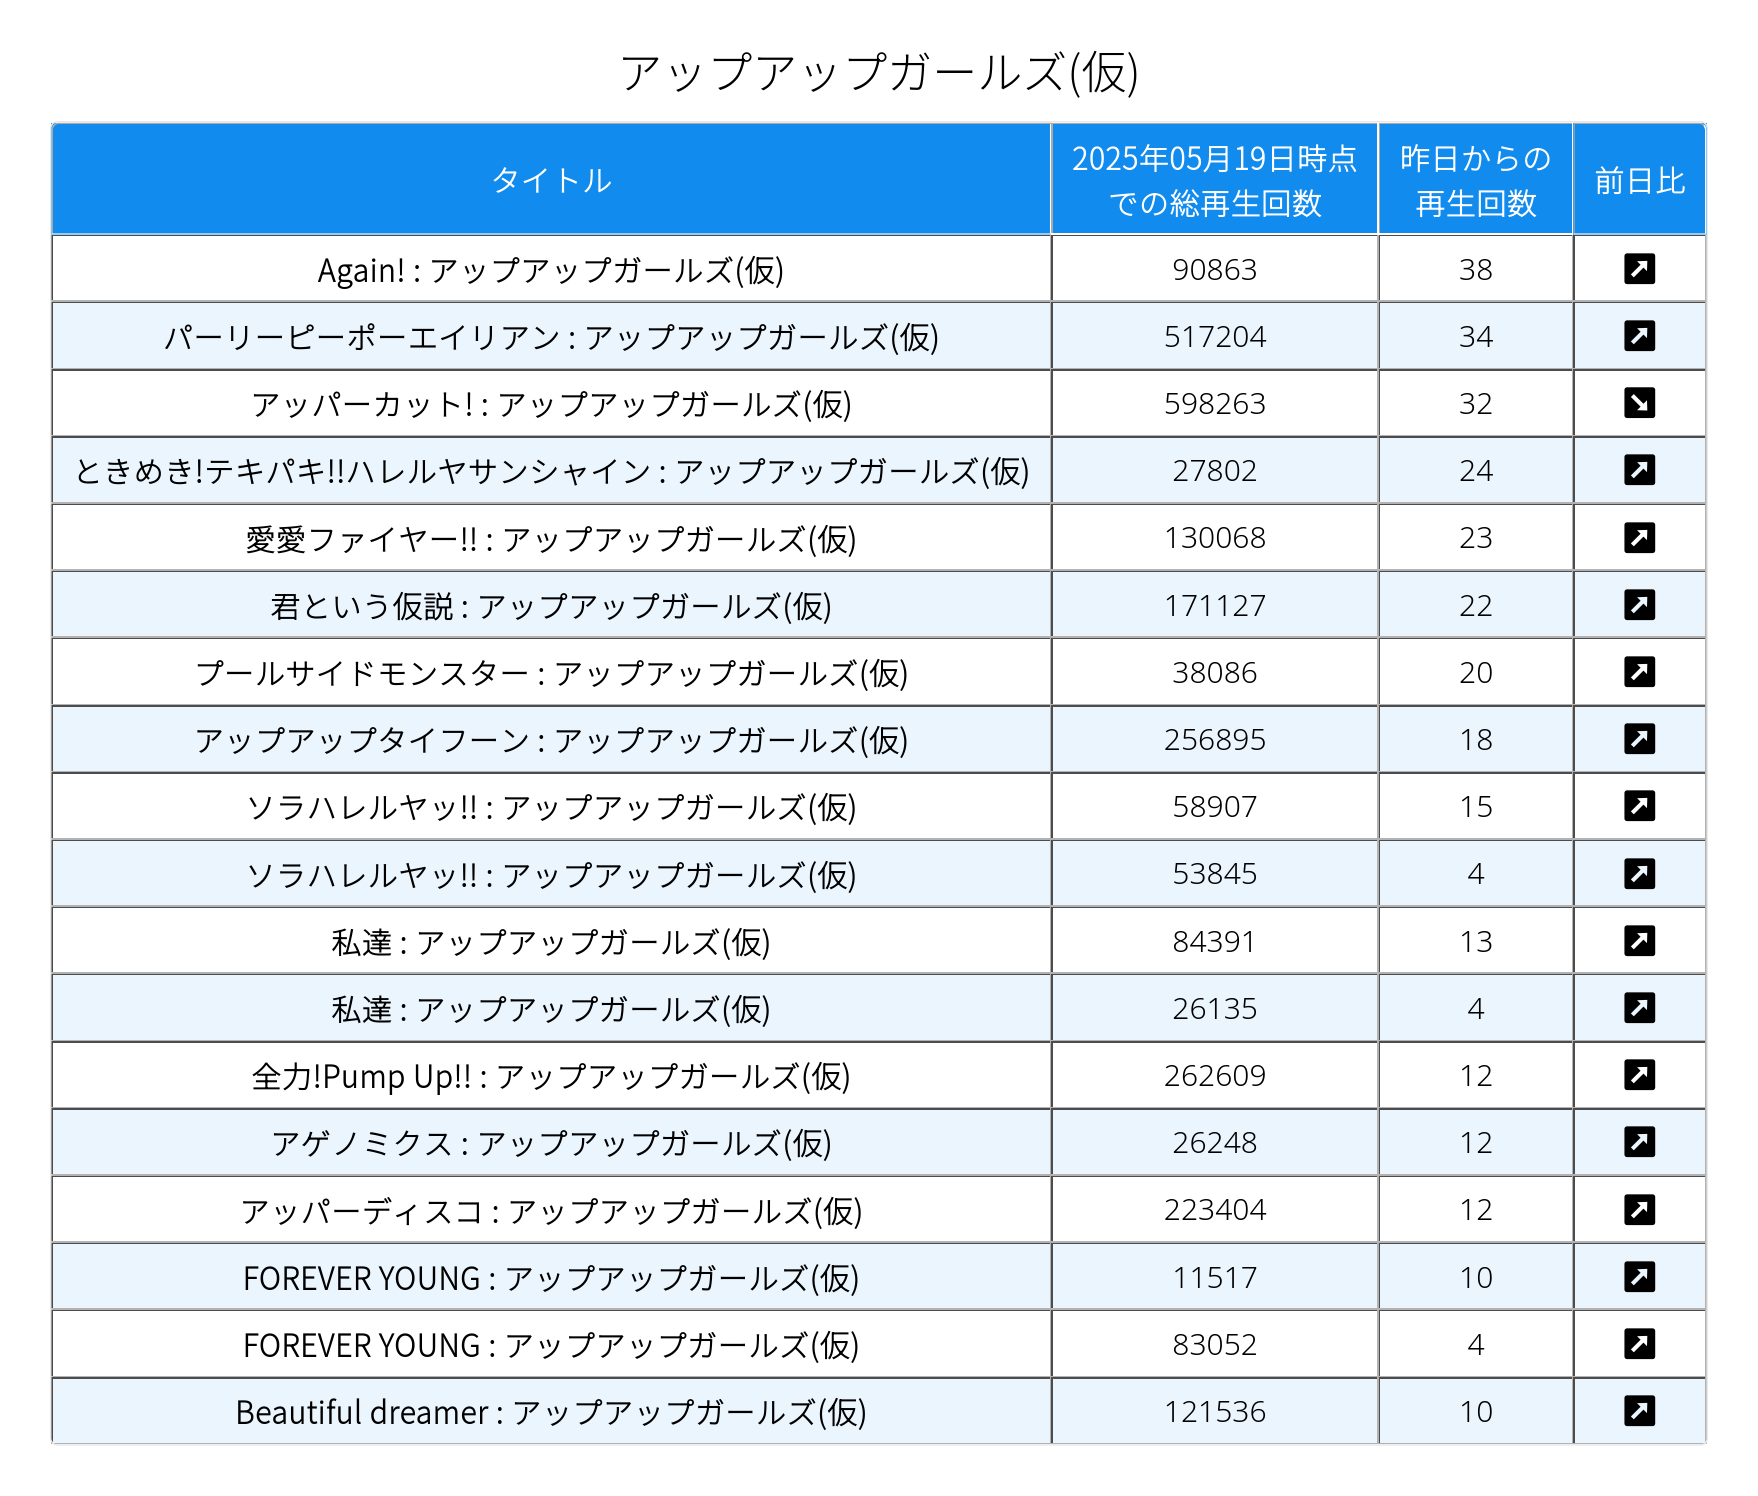 アップアップガールズ(仮)
タイトル
2025年05月19日時点
での総再生回数
昨日からの
再生回数
前日比
Again! : アップアップガールズ(仮) 90863 38
パーリーピーポーエイリアン : アップアップガールズ(仮) 517204 34
アッパーカット! : アップアップガールズ(仮) 598263 32
ときめき!テキパキ!!ハレルヤサンシャイン : アップアップガールズ(仮) 27802 24
愛愛ファイヤー!! : アップアップガールズ(仮) 130068 23
君という仮説 : アップアップガールズ(仮) 171127 22
プールサイドモンスター : アップアップガールズ(仮) 38086 20
アップアップタイフーン : アップアップガールズ(仮) 256895 18
ソラハレルヤッ!! : アップアップガールズ(仮) 58907 15
ソラハレルヤッ!! : アップアップガールズ(仮) 53845 4
私達 : アップアップガールズ(仮) 84391 13
私達 : アップアップガールズ(仮) 26135 4
全力!Pump Up!! : アップアップガールズ(仮) 262609 12
アゲノミクス : アップアップガールズ(仮) 26248 12
アッパーディスコ : アップアップガールズ(仮) 223404 12
FOREVER YOUNG : アップアップガールズ(仮) 11517 10
FOREVER YOUNG : アップアップガールズ(仮) 83052 4
Beautiful dreamer : アップアップガールズ(仮) 121536 10